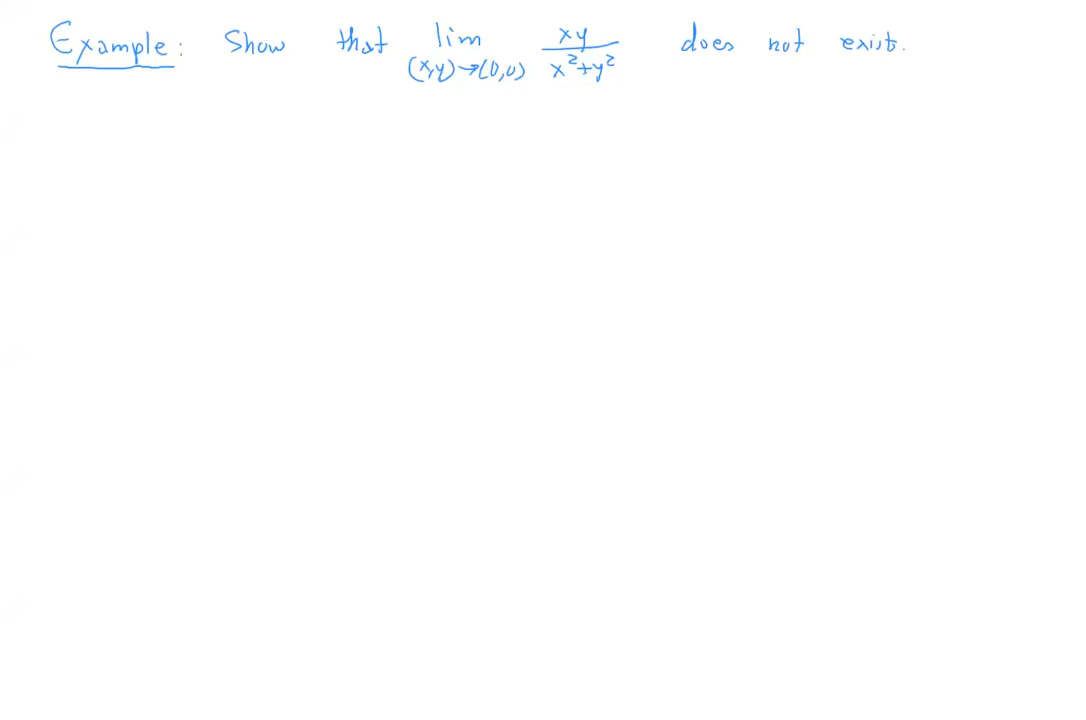 Example: Show that lim (x,y)→(0,0) xy/(x²+y²) does not exist.